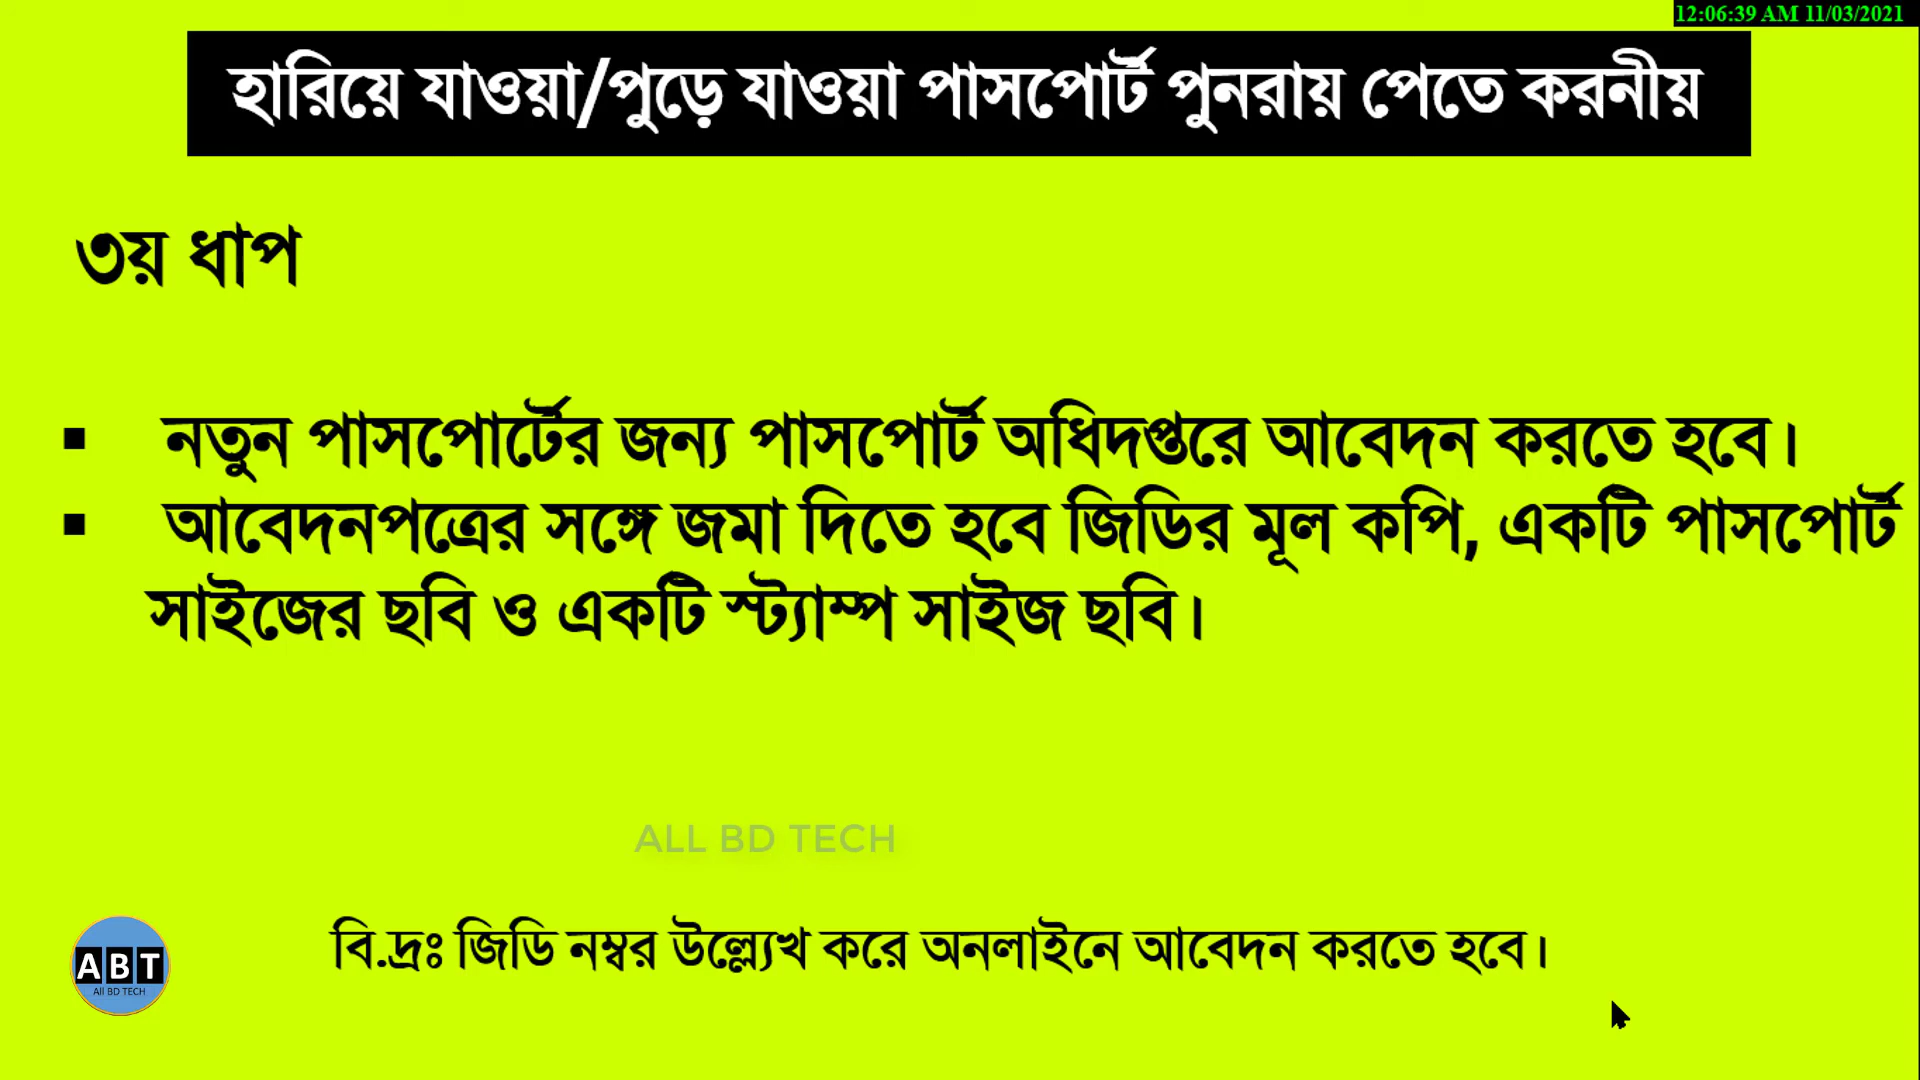 12:06:39 AM 11/03/2021
হারিয়ে যাওয়া/পুড়ে যাওয়া পাসপোর্ট পুনরায় পেতে করনীয়
৩য় ধাপ
▪ নতুন পাসপোর্টের জন্য পাসপোর্ট অধিদপ্তরে আবেদন করতে হবে।
▪ আবেদনপত্রের সঙ্গে জমা দিতে হবে জিডির মূল কপি, একটি পাসপোর্ট
সাইজের ছবি ও একটি স্ট্যাম্প সাইজ ছবি।
ALL BD TECH
বি.দ্রঃ জিডি নম্বর উল্ল্যেখ করে অনলাইনে আবেদন করতে হবে।
ABT
All BD TECH